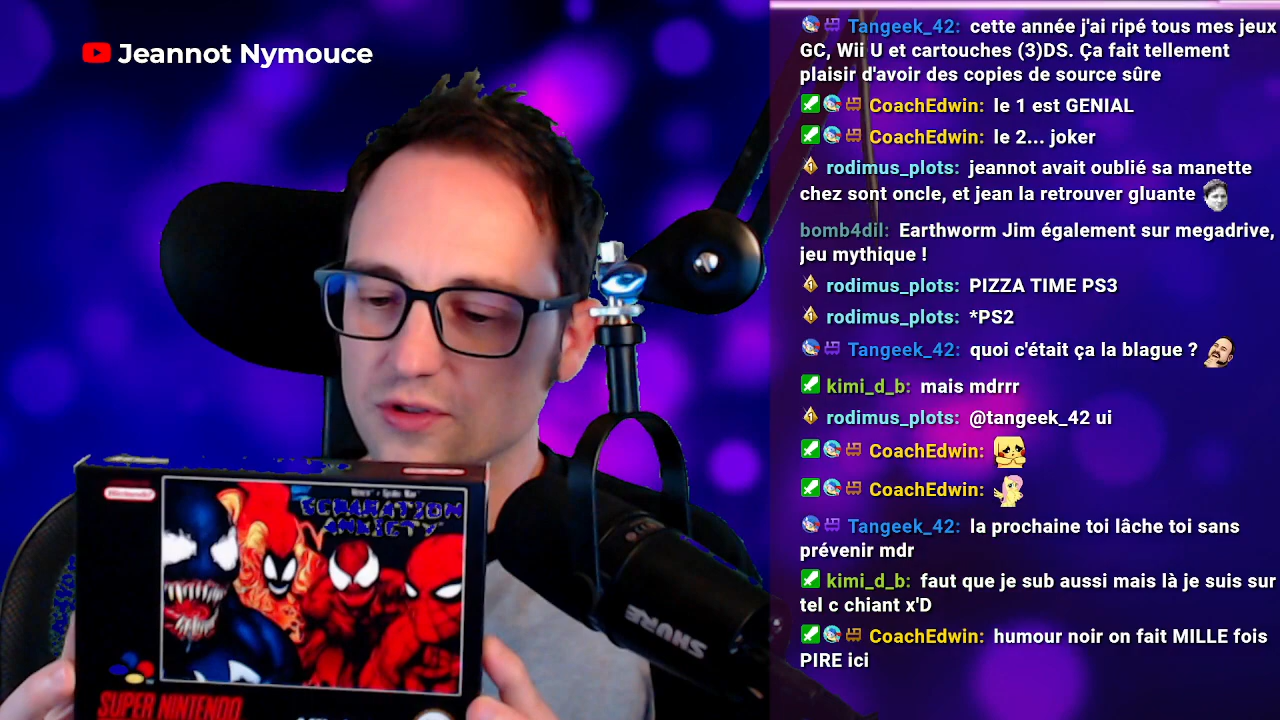 Jeannot Nymouce
Tangeek_42: cette année j'ai ripé tous mes jeux
GC, Wii U et cartouches (3)DS. Ça fait tellement
plaisir d'avoir des copies de source sûre
CoachEdwin: le 1 est GENIAL
CoachEdwin: le 2... joker
rodimus_plots: jeannot avait oublié sa manette
chez sont oncle, et jean la retrouver gluante
bomb4dil: Earthworm Jim également sur megadrive,
jeu mythique !
rodimus_plots: PIZZA TIME PS3
rodimus_plots: *PS2
Tangeek_42: quoi c'était ça la blague ?
kimi_d_b: mais mdrrr
rodimus_plots: @tangeek_42 ui
CoachEdwin:
CoachEdwin:
Tangeek_42: la prochaine toi lâche toi sans
prévenir mdr
kimi_d_b: faut que je sub aussi mais là je suis sur
tel c chiant x'D
CoachEdwin: humour noir on fait MILLE fois
PIRE ici
Nintendo
SEPARATION
ANXIETY
SUPER NINTENDO
SHURE